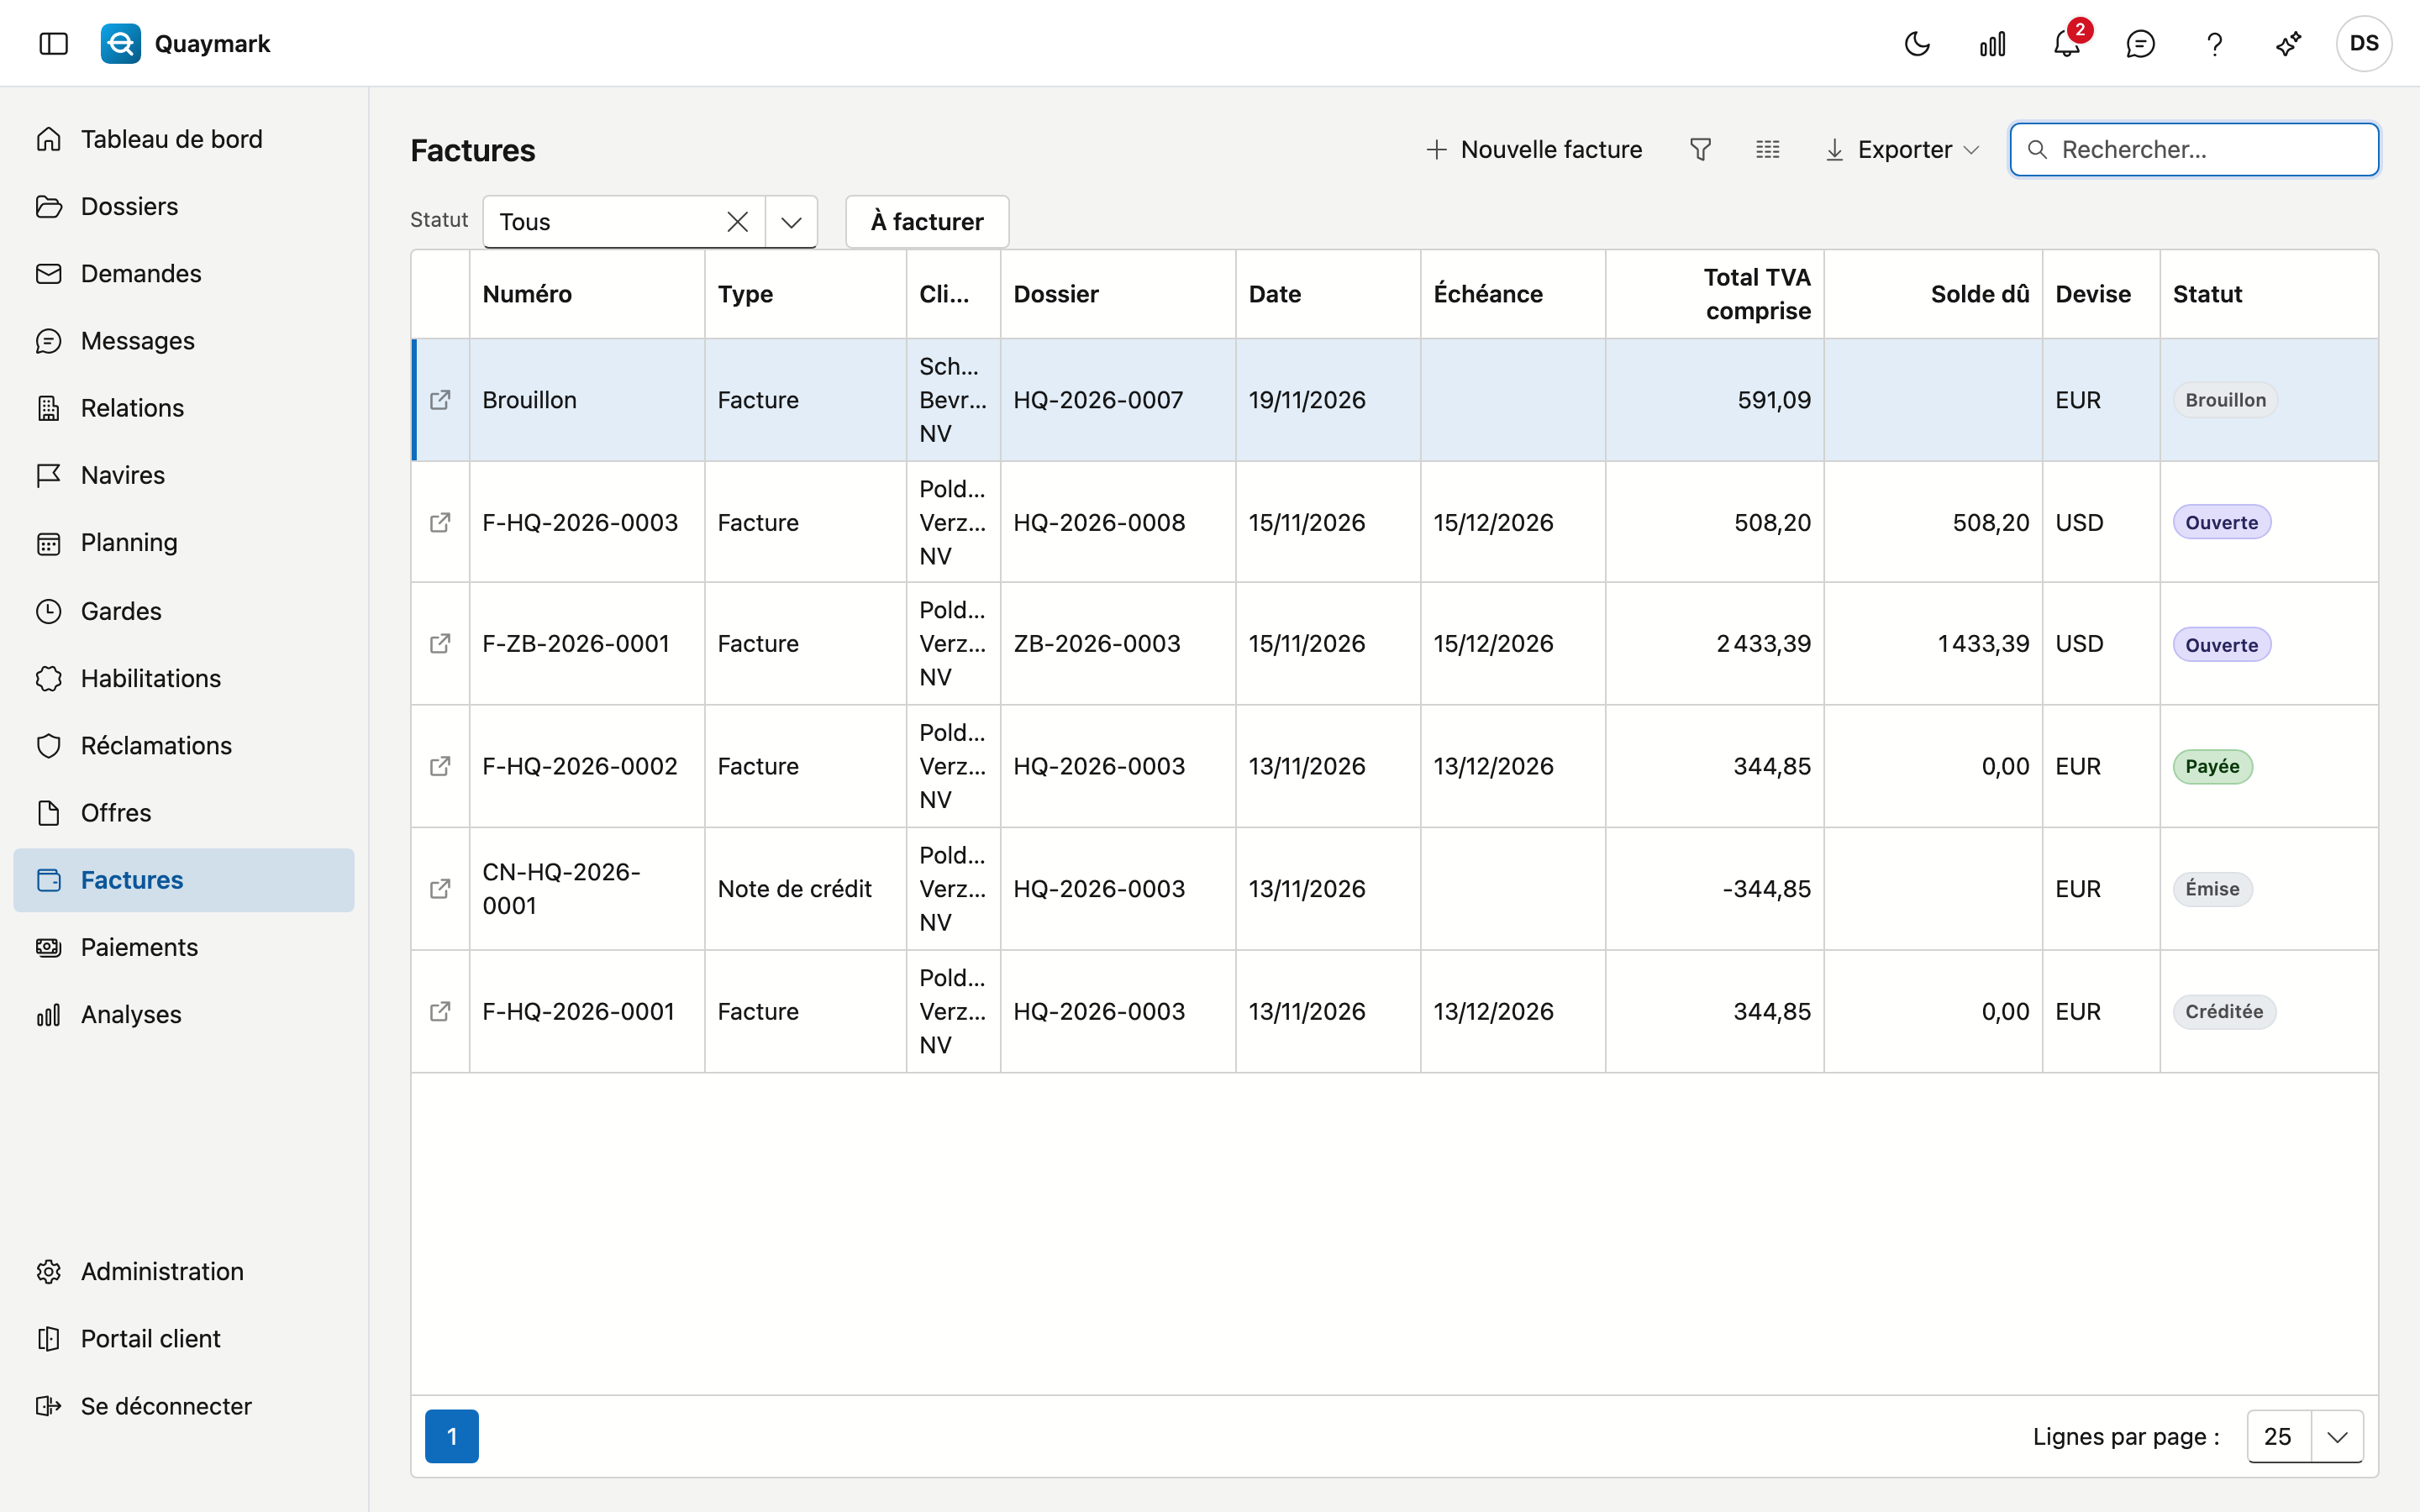 Quaymark
2
DS
Tableau de bord
Dossiers
Demandes
Messages
Relations
Navires
Planning
Gardes
Habilitations
Réclamations
Offres
Factures
Paiements
Analyses
Administration
Portail client
Se déconnecter
Factures
Nouvelle facture
Exporter
Rechercher...
Statut
Tous
À facturer
Numéro
Type
Cli...
Dossier
Date
Échéance
Total TVA
comprise
Solde dû
Devise
Statut
Brouillon
Facture
Sch...
Bevr...
NV
HQ-2026-0007
19/11/2026
591,09
EUR
Brouillon
F-HQ-2026-0003
Facture
Pold...
Verz...
NV
HQ-2026-0008
15/11/2026
15/12/2026
508,20
508,20
USD
Ouverte
F-ZB-2026-0001
Facture
Pold...
Verz...
NV
ZB-2026-0003
15/11/2026
15/12/2026
2 433,39
1 433,39
USD
Ouverte
F-HQ-2026-0002
Facture
Pold...
Verz...
NV
HQ-2026-0003
13/11/2026
13/12/2026
344,85
0,00
EUR
Payée
CN-HQ-2026-
0001
Note de crédit
Pold...
Verz...
NV
HQ-2026-0003
13/11/2026
-344,85
EUR
Émise
F-HQ-2026-0001
Facture
Pold...
Verz...
NV
HQ-2026-0003
13/11/2026
13/12/2026
344,85
0,00
EUR
Créditée
1
Lignes par page :
25